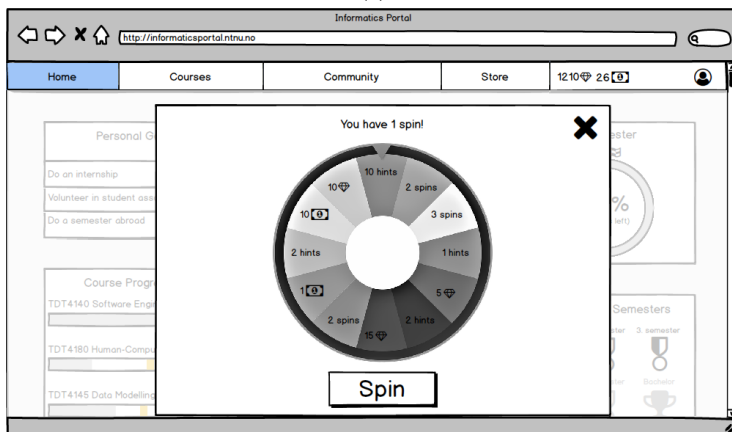 Informatics Portal
http://informaticsportal.ntnu.no
Home Courses Community Store 1210 26
You have 1 spin!
Personal G
ester
10 hints
10
2 spins
Do an internship
10
3 spins
Volunteer in student ass
%
Do a semester abroad
left)
2 hints
1 hints
1
5
Course Progr
2 spins
15
2 hints
Semesters
TDT4140 Software Engin
ster 3 semester
TDT4180 Human-Compu
Spin
Bachelor
TDT4145 Data Modelling